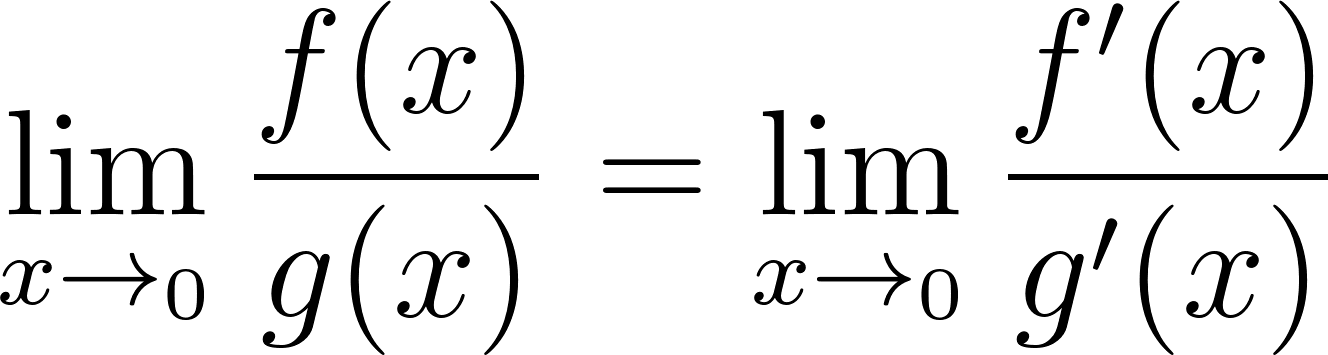 lim_{x→0} f(x)/g(x) = lim_{x→0} f′(x)/g′(x)